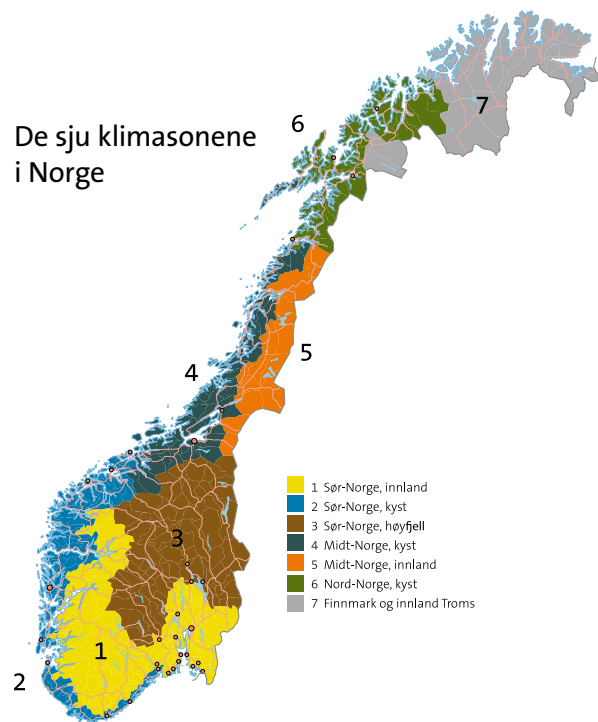 De sju klimasonene
i Norge
7
6
5
4
3
1
2
1 Sør-Norge, innland
2 Sør-Norge, kyst
3 Sør-Norge, høyfjell
4 Midt-Norge, kyst
5 Midt-Norge, innland
6 Nord-Norge, kyst
7 Finnmark og innland Troms